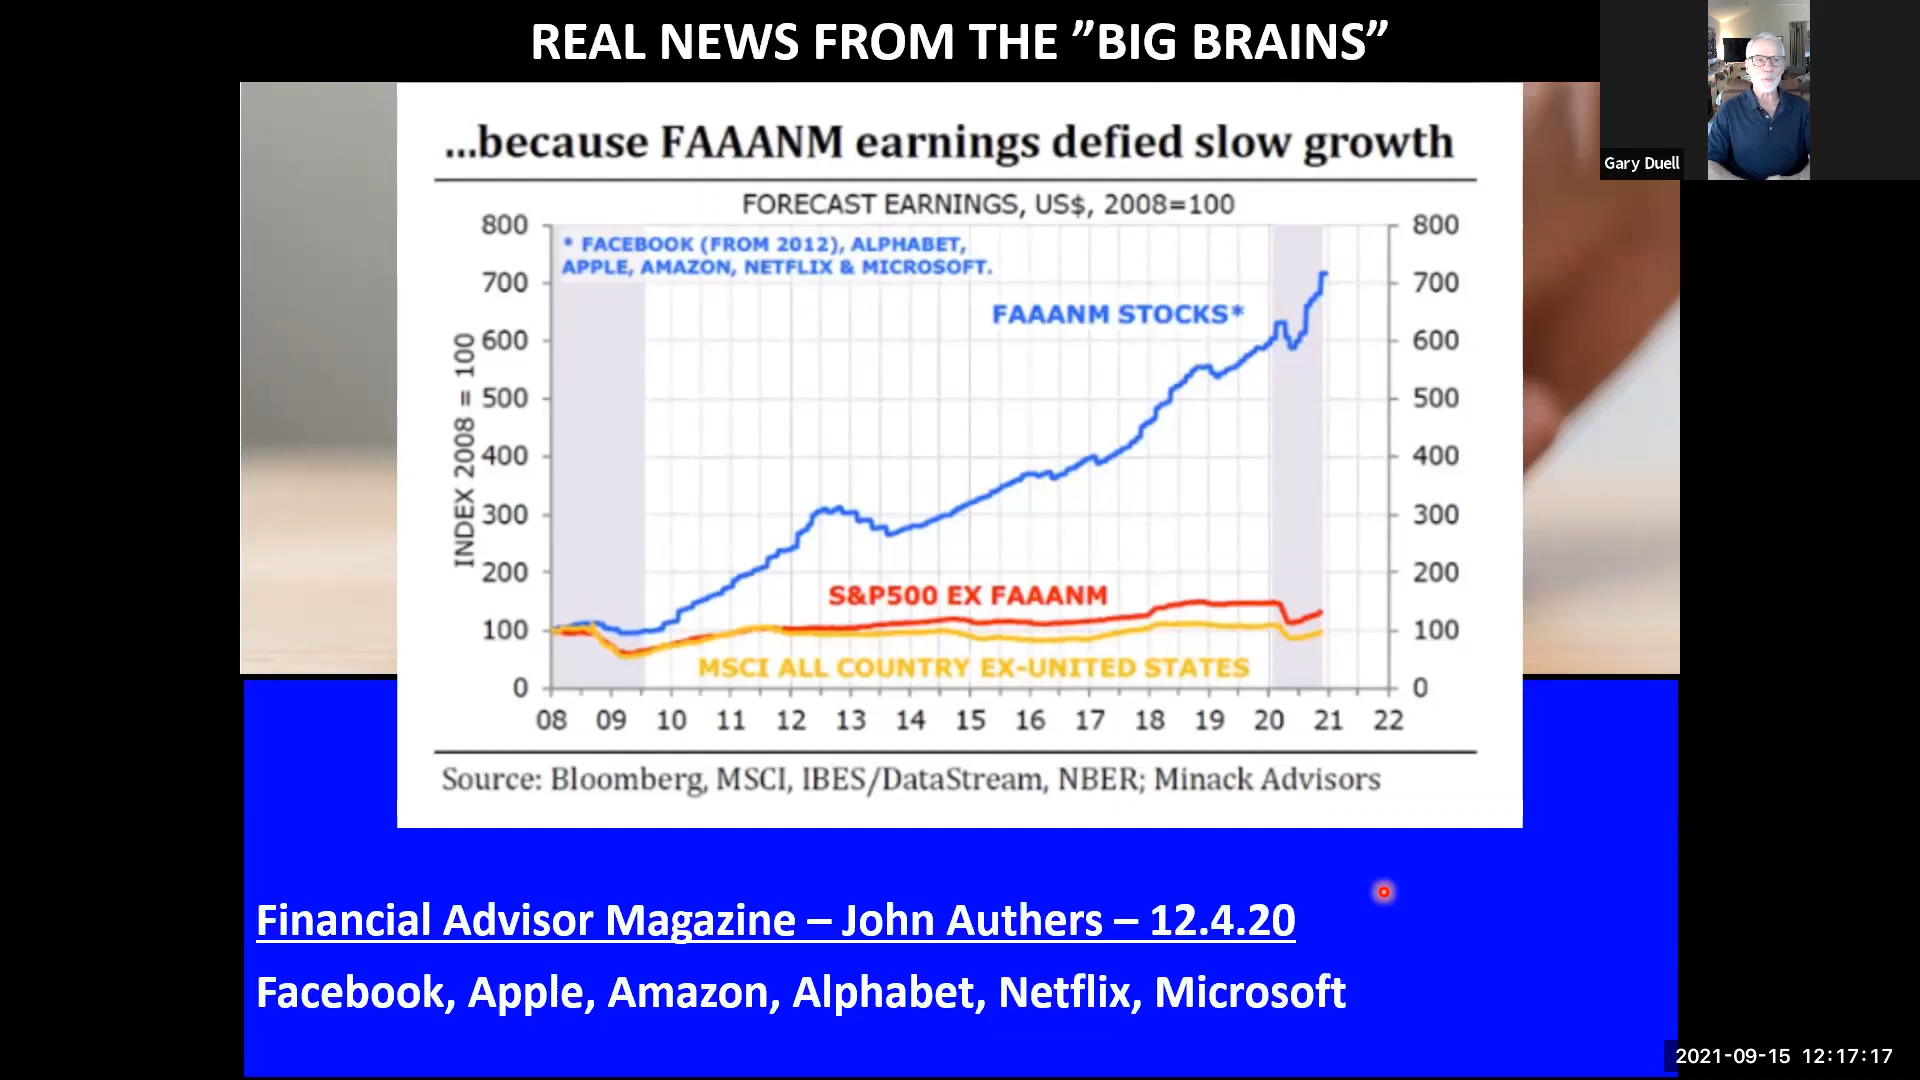 REAL NEWS FROM THE ”BIG BRAINS”
Gary Duell
...because FAAANM earnings defied slow growth
FORECAST EARNINGS, US$, 2008=100
* FACEBOOK (FROM 2012), ALPHABET,
APPLE, AMAZON, NETFLIX & MICROSOFT.
FAAANM STOCKS*
S&P500 EX FAAANM
MSCI ALL COUNTRY EX-UNITED STATES
INDEX 2008 = 100
800 800
700 700
600 600
500 500
400 400
300 300
200 200
100 100
0 0
08 09 10 11 12 13 14 15 16 17 18 19 20 21 22
Source: Bloomberg, MSCI, IBES/DataStream, NBER; Minack Advisors
Financial Advisor Magazine – John Authers – 12.4.20
Facebook, Apple, Amazon, Alphabet, Netflix, Microsoft
2021-09-15 12:17:17